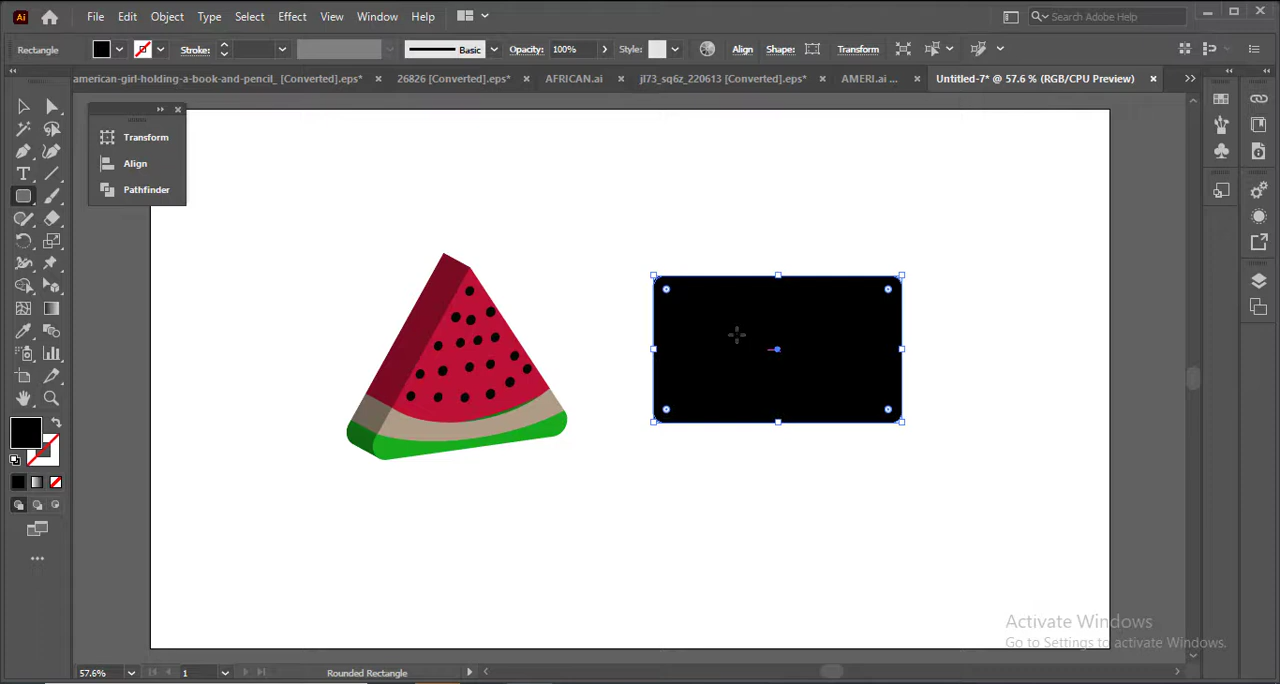 Ai File Edit Object Type Select Effect View Window Help Search Adobe Help
Rectangle Stroke: Basic Opacity: 100% Style: Align Shape: Transform
american-girl-holding-a-book-and-pencil_ [Converted].eps* × 26826 [Converted].eps* × AFRICAN.ai × jl73_sq6z_220613 [Converted].eps* × AMERI.ai ... × Untitled-7* @ 57.6 % (RGB/CPU Preview) ×
Transform
Align
Pathfinder
Activate Windows
Go to Settings to activate Windows.
57.6% 1 Rounded Rectangle